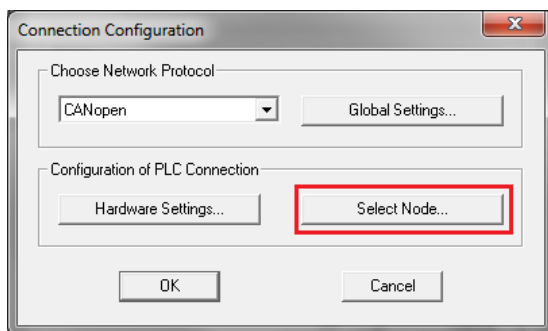 Connection Configuration
Choose Network Protocol
CANopen
Global Settings...
Configuration of PLC Connection
Hardware Settings...
Select Node...
OK
Cancel